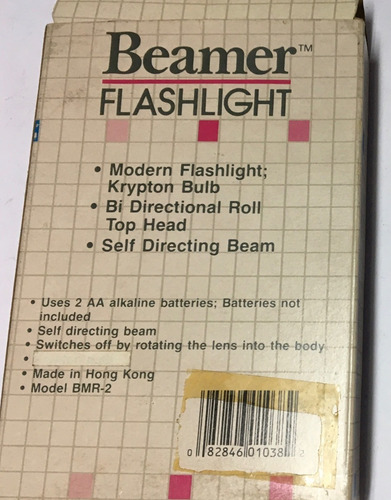 Beamer™
FLASHLIGHT
• Modern Flashlight;
Krypton Bulb
• Bi Directional Roll
Top Head
• Self Directing Beam
• Uses 2 AA alkaline batteries; Batteries not
included
• Self directing beam
• Switches off by rotating the lens into the body
•
• Made in Hong Kong
• Model BMR-2
0 82846 01038 2